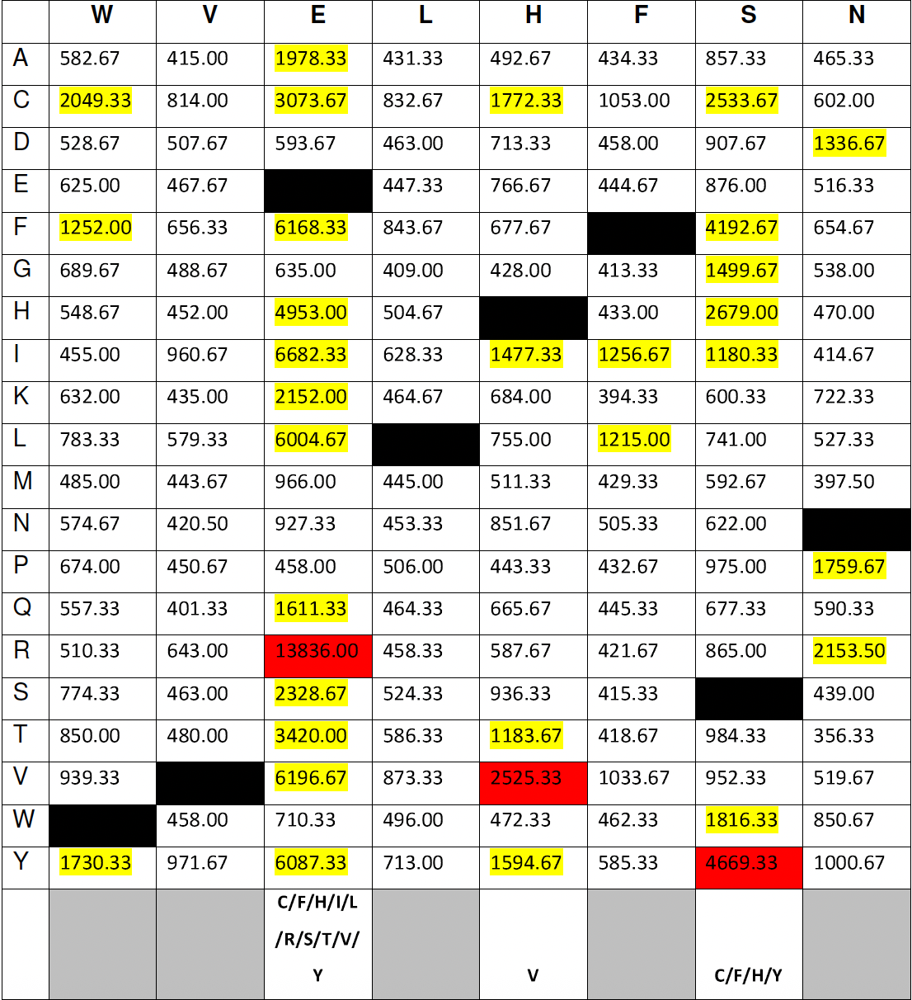 W V E L H F S N
A 582.67 415.00 1978.33 431.33 492.67 434.33 857.33 465.33
C 2049.33 814.00 3073.67 832.67 1772.33 1053.00 2533.67 602.00
D 528.67 507.67 593.67 463.00 713.33 458.00 907.67 1336.67
E 625.00 467.67 447.33 766.67 444.67 876.00 516.33
F 1252.00 656.33 6168.33 843.67 677.67 4192.67 654.67
G 689.67 488.67 635.00 409.00 428.00 413.33 1499.67 538.00
H 548.67 452.00 4953.00 504.67 433.00 2679.00 470.00
I 455.00 960.67 6682.33 628.33 1477.33 1256.67 1180.33 414.67
K 632.00 435.00 2152.00 464.67 684.00 394.33 600.33 722.33
L 783.33 579.33 6004.67 755.00 1215.00 741.00 527.33
M 485.00 443.67 966.00 445.00 511.33 429.33 592.67 397.50
N 574.67 420.50 927.33 453.33 851.67 505.33 622.00
P 674.00 450.67 458.00 506.00 443.33 432.67 975.00 1759.67
Q 557.33 401.33 1611.33 464.33 665.67 445.33 677.33 590.33
R 510.33 643.00 13836.00 458.33 587.67 421.67 865.00 2153.50
S 774.33 463.00 2328.67 524.33 936.33 415.33 439.00
T 850.00 480.00 3420.00 586.33 1183.67 418.67 984.33 356.33
V 939.33 6196.67 873.33 2525.33 1033.67 952.33 519.67
W 458.00 710.33 496.00 472.33 462.33 1816.33 850.67
Y 1730.33 971.67 6087.33 713.00 1594.67 585.33 4669.33 1000.67
C/F/H/I/L
/R/S/T/V/
Y V C/F/H/Y